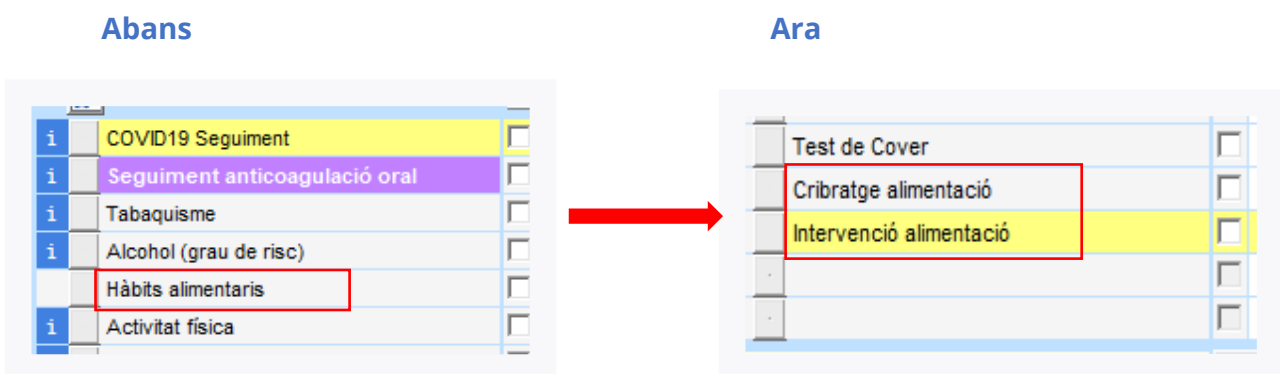 Abans
Ara
i COVID19 Seguiment
i Seguiment anticoagulació oral
i Tabaquisme
i Alcohol (grau de risc)
Hàbits alimentaris
i Activitat física
Test de Cover
Cribratge alimentació
Intervenció alimentació